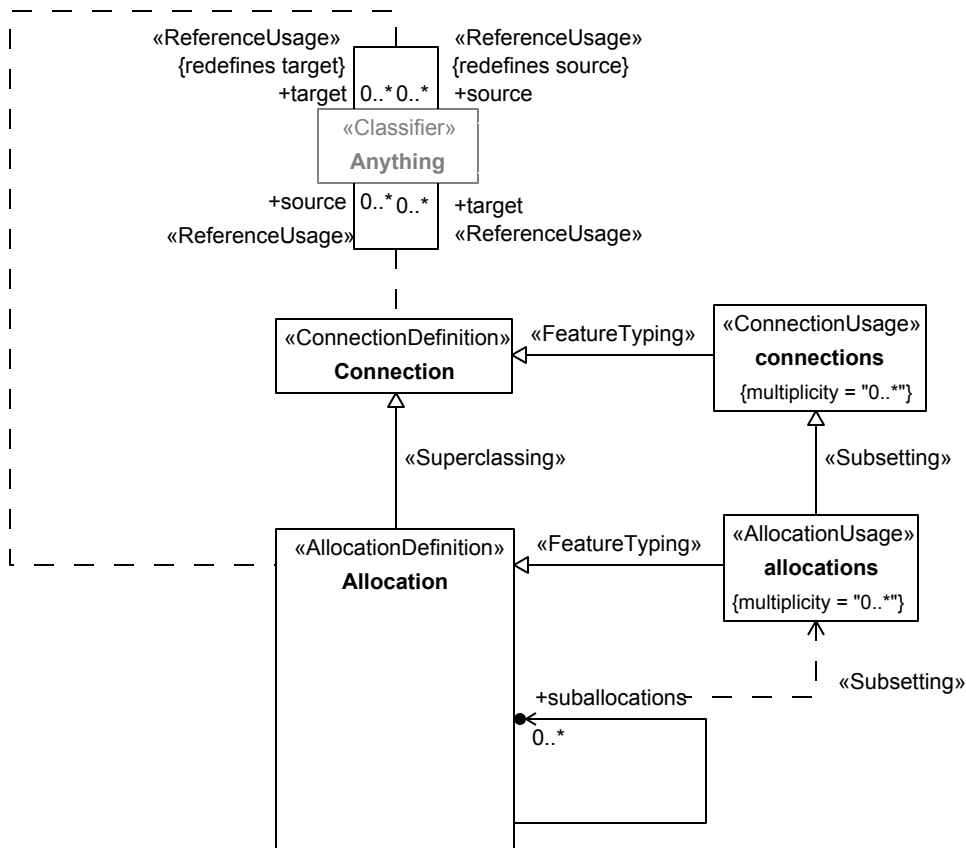 «ReferenceUsage»
{redefines target}
+target
0..*
0..*
«ReferenceUsage»
{redefines source}
+source
«Classifier»
Anything
+source
«ReferenceUsage»
0..*
0..*
+target
«ReferenceUsage»
«ConnectionDefinition»
Connection
«FeatureTyping»
«ConnectionUsage»
connections
{multiplicity = "0..*"}
«Superclassing»
«Subsetting»
«AllocationDefinition»
Allocation
«FeatureTyping»
«AllocationUsage»
allocations
{multiplicity = "0..*"}
«Subsetting»
+suballocations
0..*